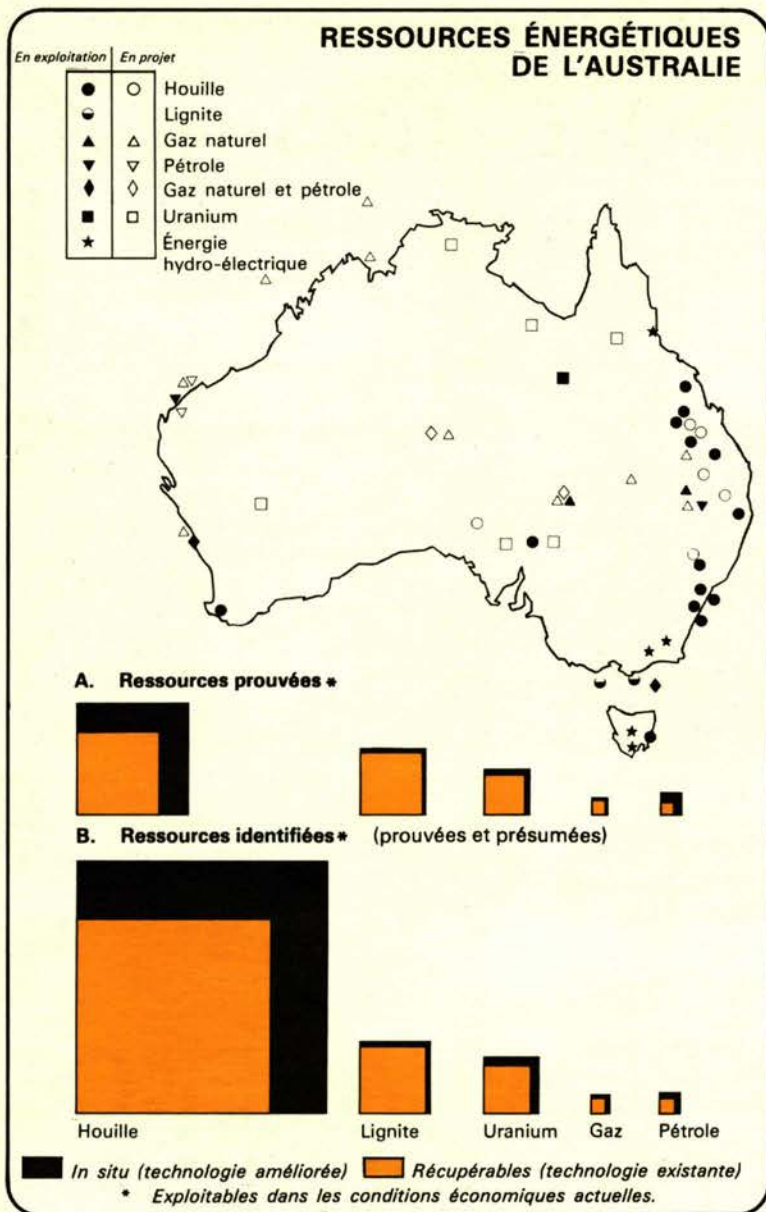 RESSOURCES ÉNERGÉTIQUES
DE L'AUSTRALIE
En exploitation En projet
Houille
Lignite
Gaz naturel
Pétrole
Gaz naturel et pétrole
Uranium
Énergie
hydro-électrique
A. Ressources prouvées *
B. Ressources identifiées * (prouvées et présumées)
Houille Lignite Uranium Gaz Pétrole
In situ (technologie améliorée) Récupérables (technologie existante)
* Exploitables dans les conditions économiques actuelles.